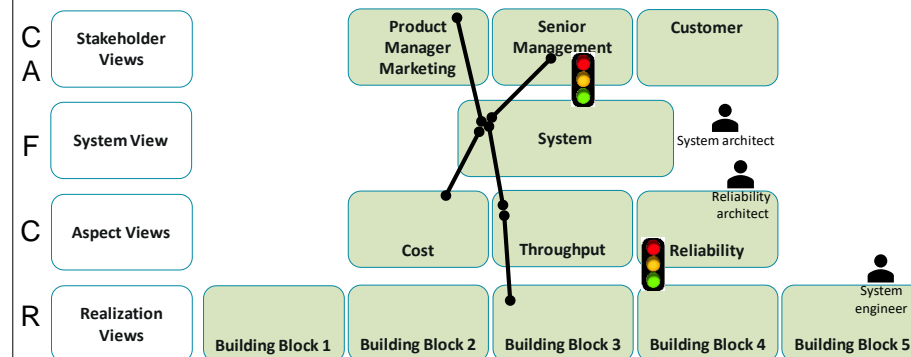 C
A
Stakeholder
Views
Product
Manager
Marketing
Senior
Management
Customer
F
System View
System
System architect
Reliability
architect
C
Aspect Views
Cost
Throughput
Reliability
R
Realization
Views
Building Block 1
Building Block 2
Building Block 3
Building Block 4
Building Block 5
System
engineer